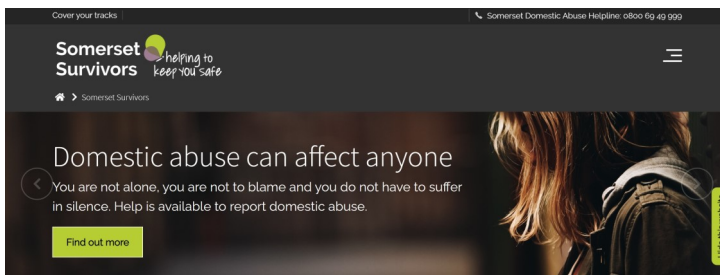 Cover your tracks
Somerset Domestic Abuse Helpline: 0800 69 49 999
Somerset
Survivors
helping to
keep you safe
Somerset Survivors
Domestic abuse can affect anyone
You are not alone, you are not to blame and you do not have to suffer
in silence. Help is available to report domestic abuse.
Find out more